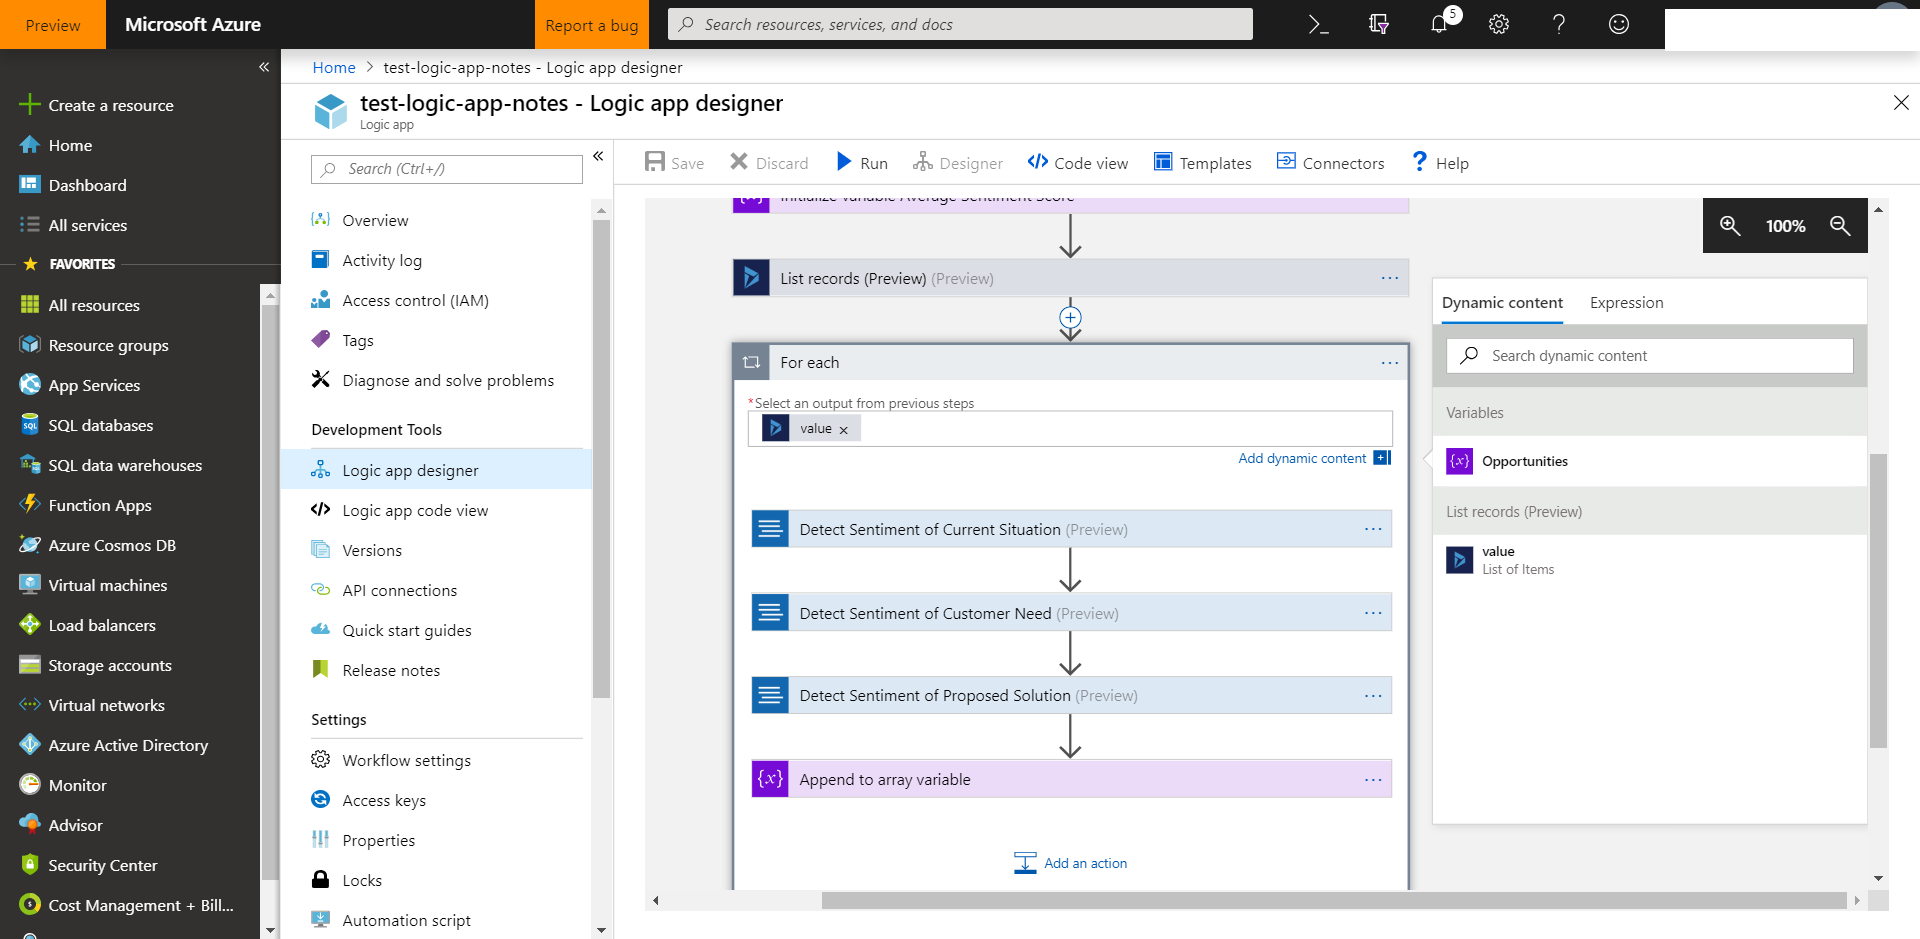 Preview
Microsoft Azure
Report a bug
Search resources, services, and docs
5
Home > test-logic-app-notes - Logic app designer
test-logic-app-notes - Logic app designer
Logic app
Create a resource
Home
Dashboard
All services
FAVORITES
All resources
Resource groups
App Services
SQL databases
SQL data warehouses
Function Apps
Azure Cosmos DB
Virtual machines
Load balancers
Storage accounts
Virtual networks
Azure Active Directory
Monitor
Advisor
Security Center
Cost Management + Bill...
Search (Ctrl+/)
Overview
Activity log
Access control (IAM)
Tags
Diagnose and solve problems
Development Tools
Logic app designer
Logic app code view
Versions
API connections
Quick start guides
Release notes
Settings
Workflow settings
Access keys
Properties
Locks
Automation script
Save
Discard
Run
Designer
Code view
Templates
Connectors
Help
Initialize variable Average Sentiment Score
100%
List records (Preview) (Preview)
For each
*Select an output from previous steps
value
Add dynamic content
Detect Sentiment of Current Situation (Preview)
Detect Sentiment of Customer Need (Preview)
Detect Sentiment of Proposed Solution (Preview)
Append to array variable
Add an action
Dynamic content
Expression
Search dynamic content
Variables
Opportunities
List records (Preview)
value
List of Items